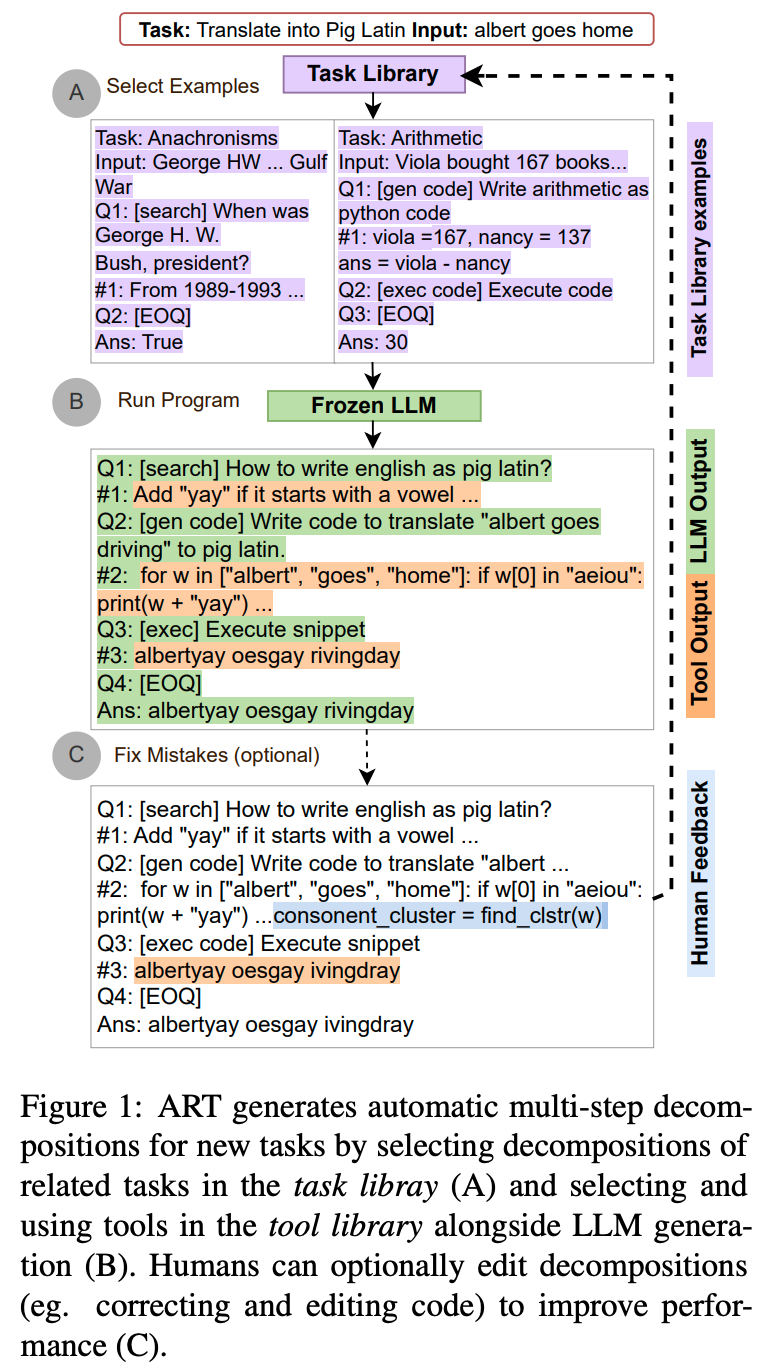 Task: Translate into Pig Latin Input: albert goes home
A
Select Examples
Task Library
Task: Anachronisms
Input: George HW ... Gulf
War
Q1: [search] When was
George H. W.
Bush, president?
#1: From 1989-1993 ...
Q2: [EOQ]
Ans: True
Task: Arithmetic
Input: Viola bought 167 books...
Q1: [gen code] Write arithmetic as
python code
#1: viola =167, nancy = 137
ans = viola - nancy
Q2: [exec code] Execute code
Q3: [EOQ]
Ans: 30
Task Library examples
B
Run Program
Frozen LLM
Q1: [search] How to write english as pig latin?
#1: Add "yay" if it starts with a vowel ...
Q2: [gen code] Write code to translate "albert goes
driving" to pig latin.
#2:  for w in ["albert", "goes", "home"]: if w[0] in "aeiou":
print(w + "yay") ...
Q3: [exec] Execute snippet
#3: albertyay oesgay rivingday
Q4: [EOQ]
Ans: albertyay oesgay rivingday
LLM Output
Tool Output
C
Fix Mistakes (optional)
Q1: [search] How to write english as pig latin?
#1: Add "yay" if it starts with a vowel ...
Q2: [gen code] Write code to translate "albert ...
#2:  for w in ["albert", "goes", "home"]: if w[0] in "aeiou":
print(w + "yay") ...consonent_cluster = find_clstr(w)
Q3: [exec code] Execute snippet
#3: albertyay oesgay ivingdray
Q4: [EOQ]
Ans: albertyay oesgay ivingdray
Human Feedback
Figure 1: ART generates automatic multi-step decom-
positions for new tasks by selecting decompositions of
related tasks in the task libray (A) and selecting and
using tools in the tool library alongside LLM genera-
tion (B). Humans can optionally edit decompositions
(eg. correcting and editing code) to improve perfor-
mance (C).